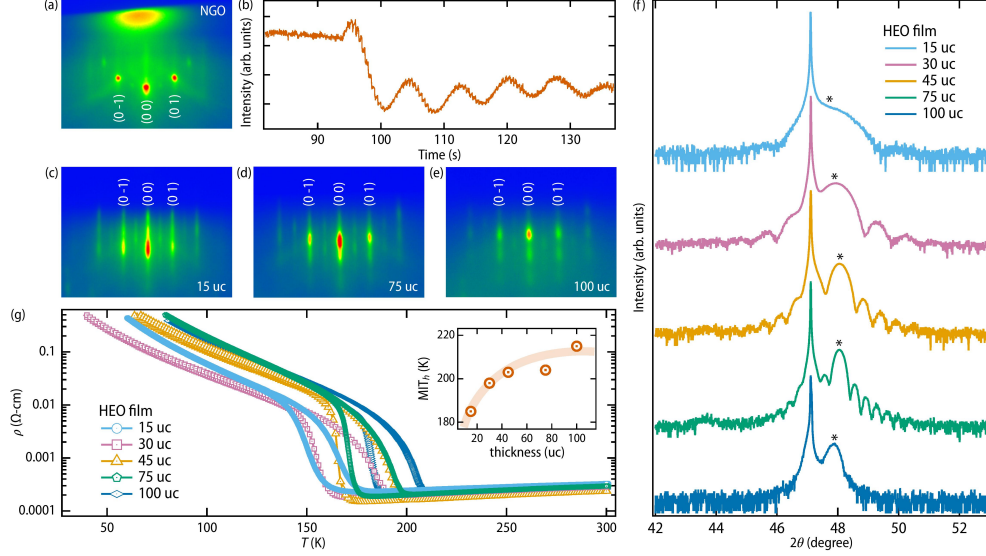 (a)
NGO
(0 -1)
(0 0)
(0 1)
(b)
Intensity (arb. units)
90
100
110
120
130
Time (s)
(c)
(0 -1)
(0 0)
(0 1)
15 uc
(d)
(0 -1)
(0 0)
(0 1)
75 uc
(e)
(0 -1)
(0 0)
(0 1)
100 uc
(f)
HEO film
15 uc
30 uc
45 uc
75 uc
100 uc
*
*
*
*
*
Intensity (arb. units)
42
44
46
48
50
52
2θ (degree)
(g)
0.1
0.01
0.001
0.0001
ρ (Ω-cm)
HEO film
15 uc
30 uc
45 uc
75 uc
100 uc
50
100
150
200
250
300
T (K)
220
200
180
MITh (K)
20
40
60
80
100
thickness (uc)